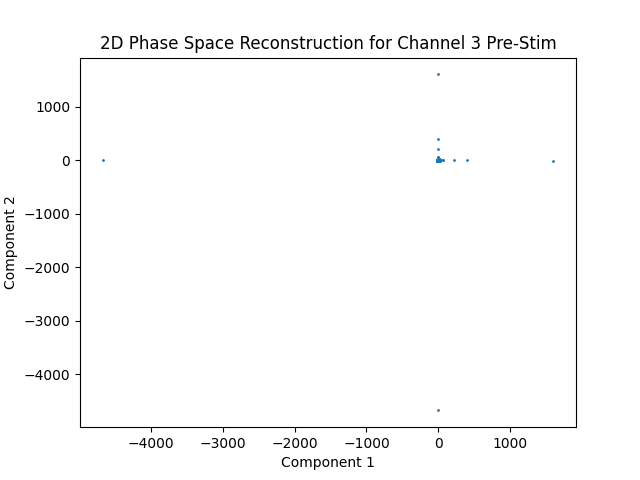 2D Phase Space Reconstruction for Channel 3 Pre-Stim
1000
0
−1000
−2000
−3000
−4000
Component 2
−4000 −3000 −2000 −1000 0 1000
Component 1